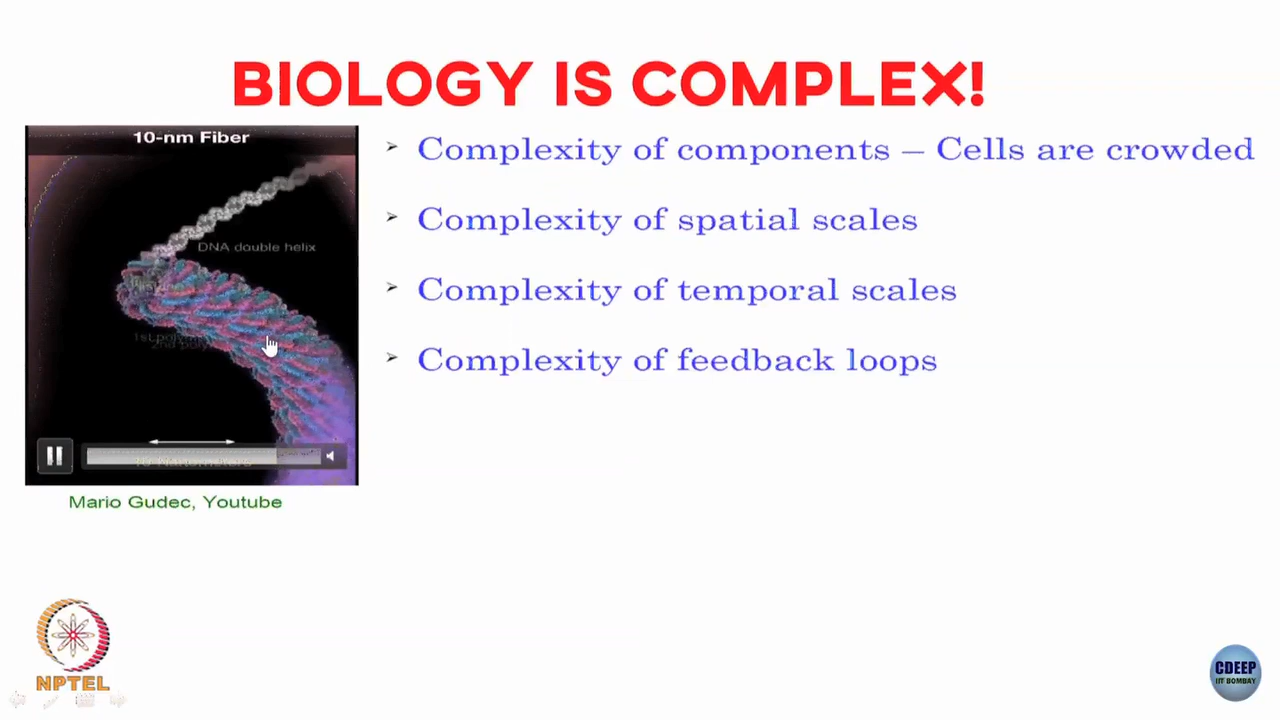 BIOLOGY IS COMPLEX!
10-nm Fiber
DNA double helix
Mario Gudec, Youtube
Complexity of components – Cells are crowded
Complexity of spatial scales
Complexity of temporal scales
Complexity of feedback loops
NPTEL
CDEEP
IIT BOMBAY